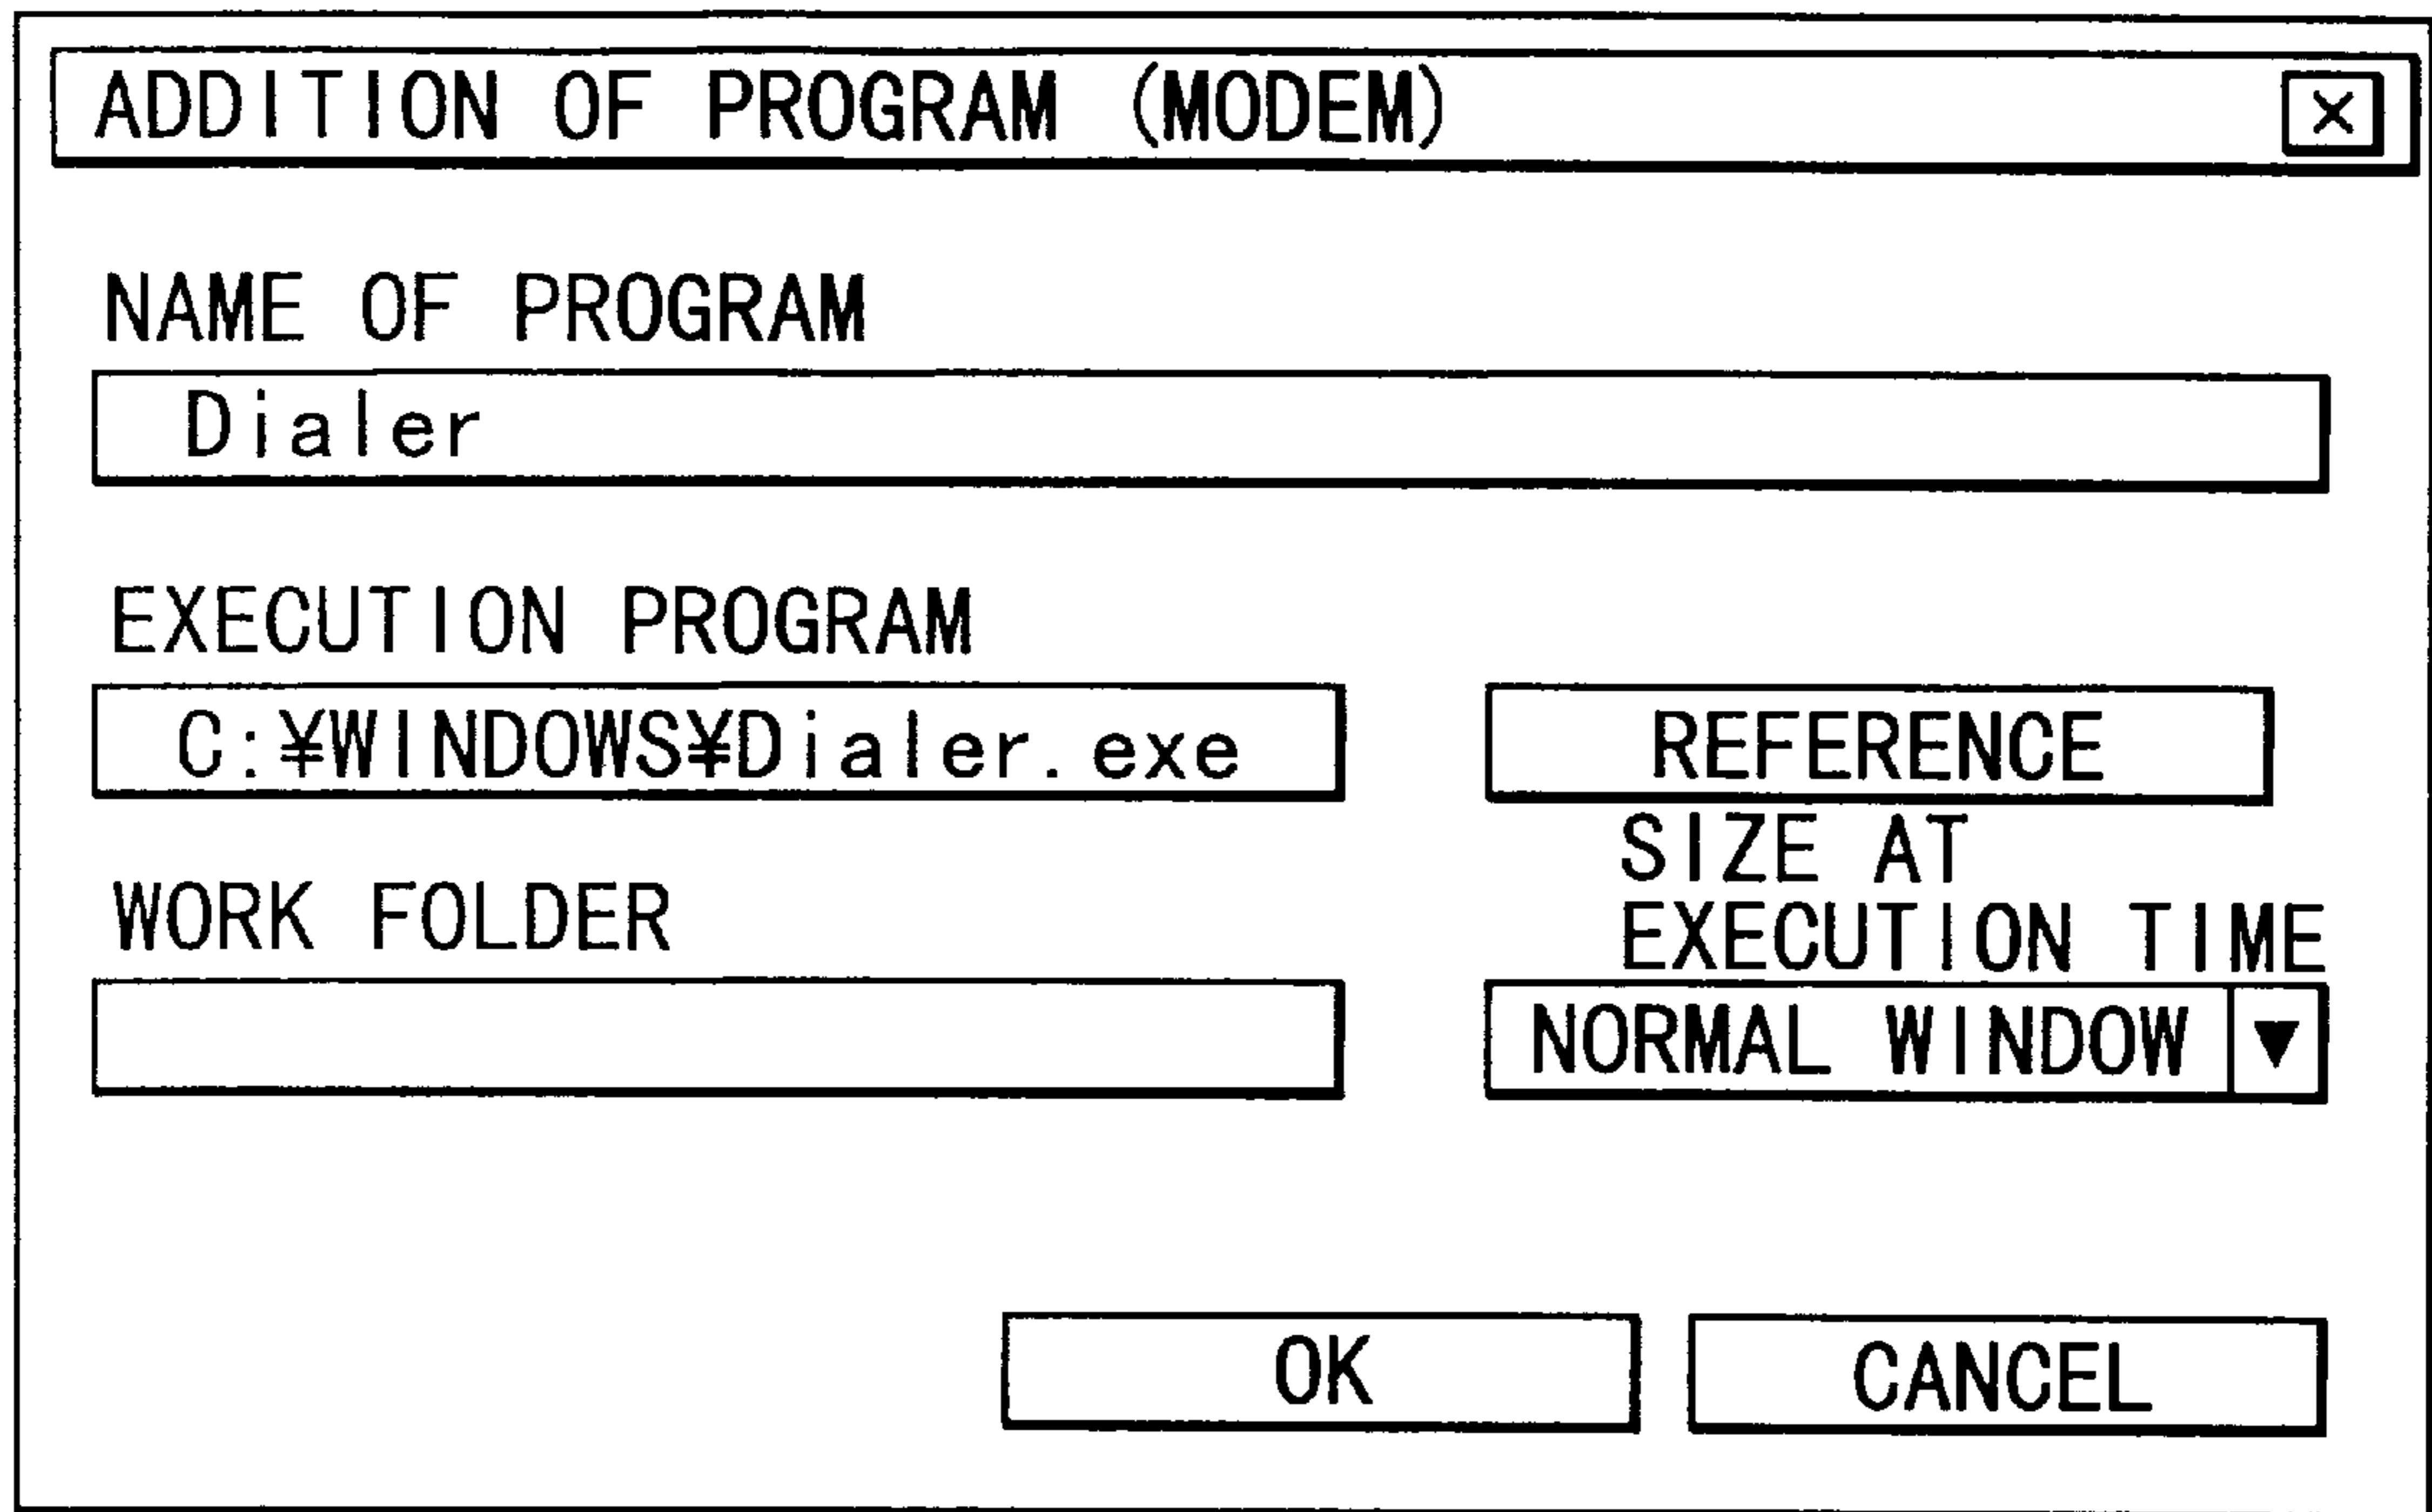 ADDITION OF PROGRAM (MODEM) ×
NAME OF PROGRAM
Dialer
EXECUTION PROGRAM
C:¥WINDOWS¥Dialer.exe
REFERENCE
WORK FOLDER
SIZE AT
EXECUTION TIME
NORMAL WINDOW ▼
OK
CANCEL